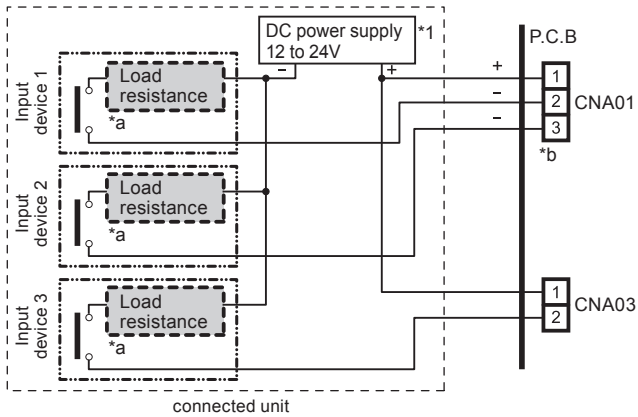 DC power supply
12 to 24V
*1
P.C.B
–
+
+
–
–
1
2
3
CNA01
*b
Input
device 1
Load
resistance
*a
Input
device 2
Load
resistance
*a
Input
device 3
Load
resistance
*a
1
2
CNA03
connected unit